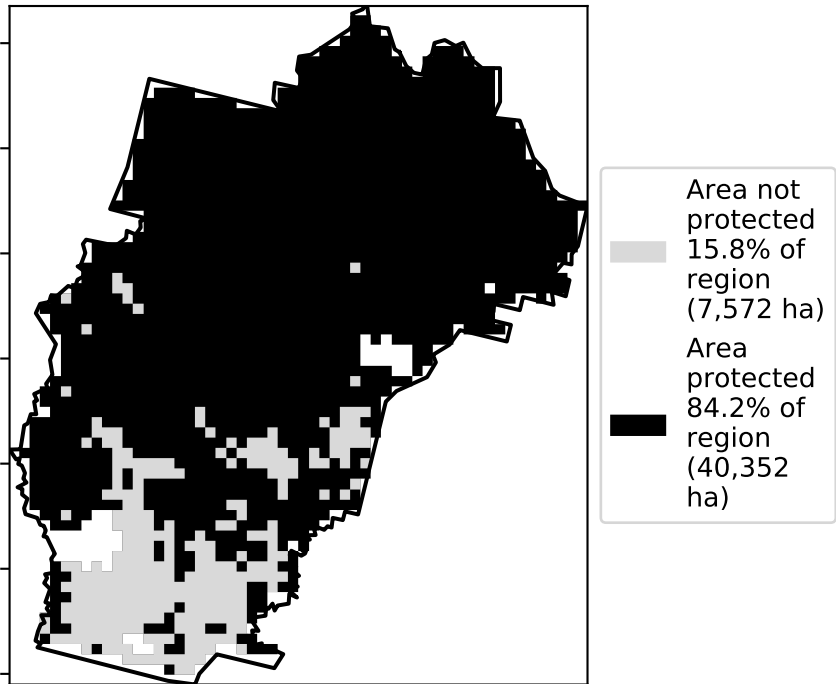 Area not
protected
15.8% of
region
(7,572 ha)
Area
protected
84.2% of
region
(40,352
ha)